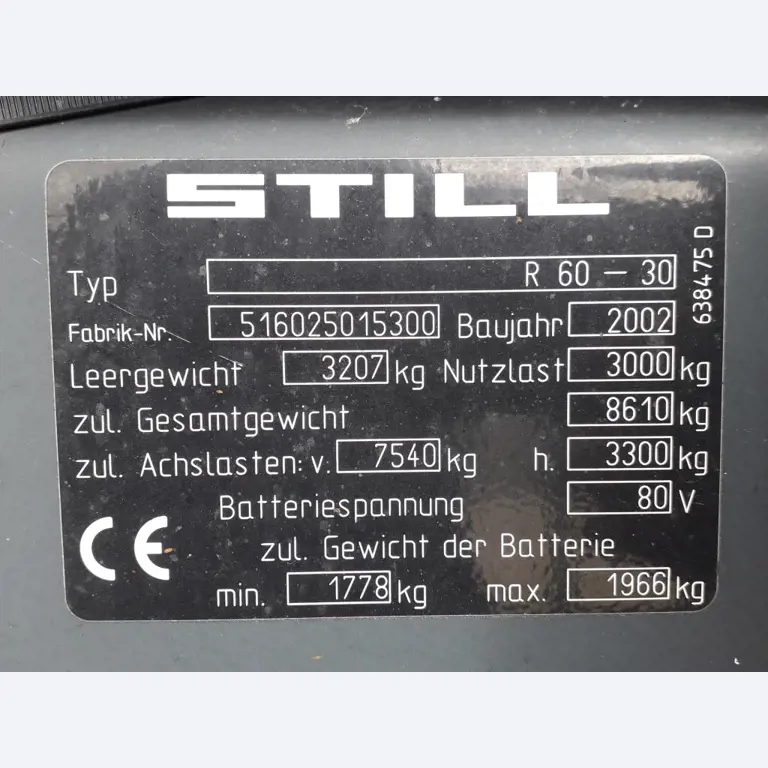 STILL
Typ R 60 – 30
Fabrik-Nr. 516025015300 Baujahr 2002
Leergewicht 3207 kg Nutzlast 3000 kg
zul. Gesamtgewicht 8610 kg
zul. Achslasten: v. 7540 kg h. 3300 kg
Batteriespannung 80 V
CE zul. Gewicht der Batterie
min. 1778 kg max. 1966 kg
638475 D